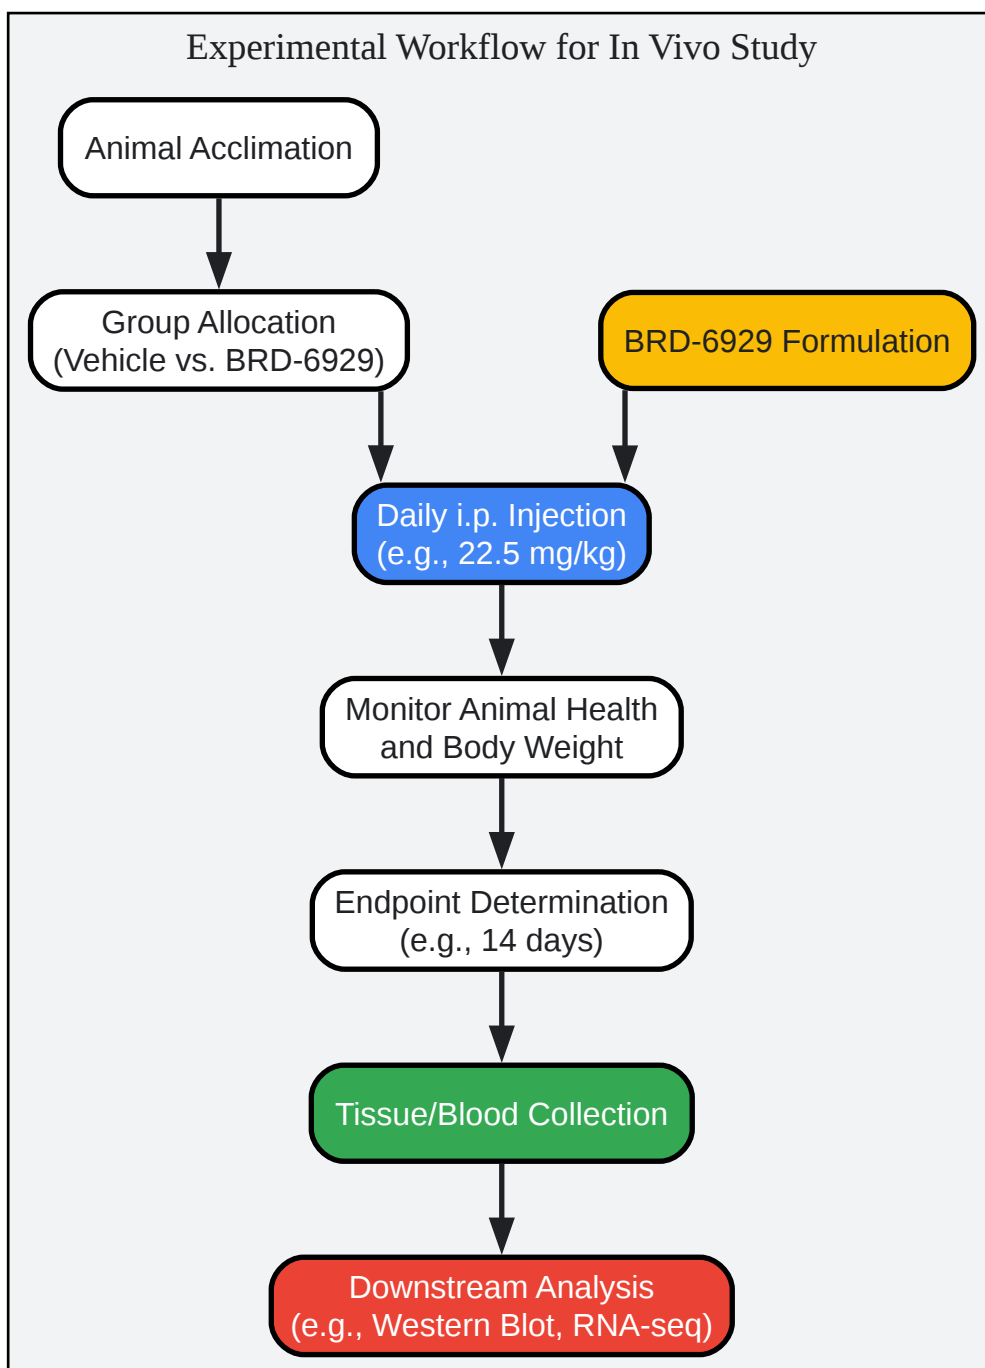 Experimental Workflow for In Vivo Study
Animal Acclimation
Group Allocation
(Vehicle vs. BRD-6929)
BRD-6929 Formulation
Daily i.p. Injection
(e.g., 22.5 mg/kg)
Monitor Animal Health
and Body Weight
Endpoint Determination
(e.g., 14 days)
Tissue/Blood Collection
Downstream Analysis
(e.g., Western Blot, RNA-seq)